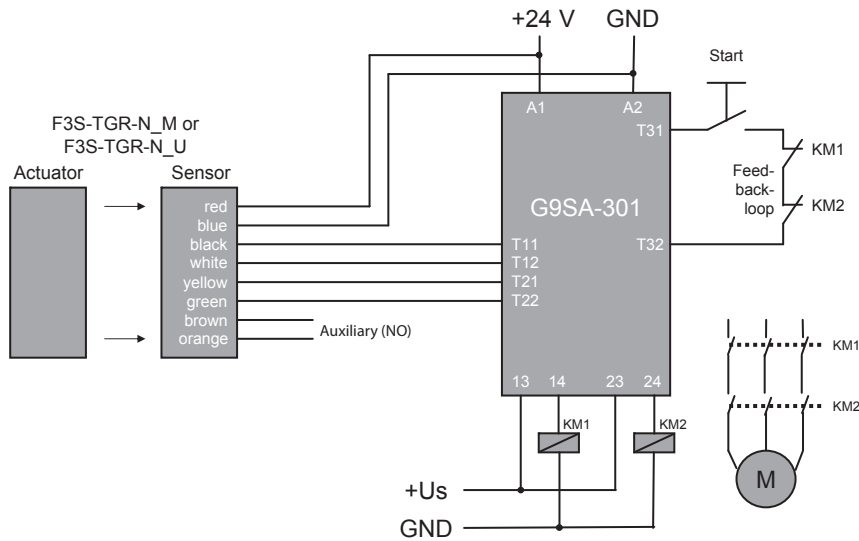 +24 V
GND
Start
F3S-TGR-N_M or
F3S-TGR-N_U
Actuator
Sensor
A1
A2
T31
KM1
Feed-
back-
loop
KM2
G9SA-301
red
blue
black
white
yellow
green
brown
orange
T11
T12
T21
T22
T32
Auxiliary (NO)
13
14
23
24
KM1
KM2
KM1
KM2
M
+Us
GND